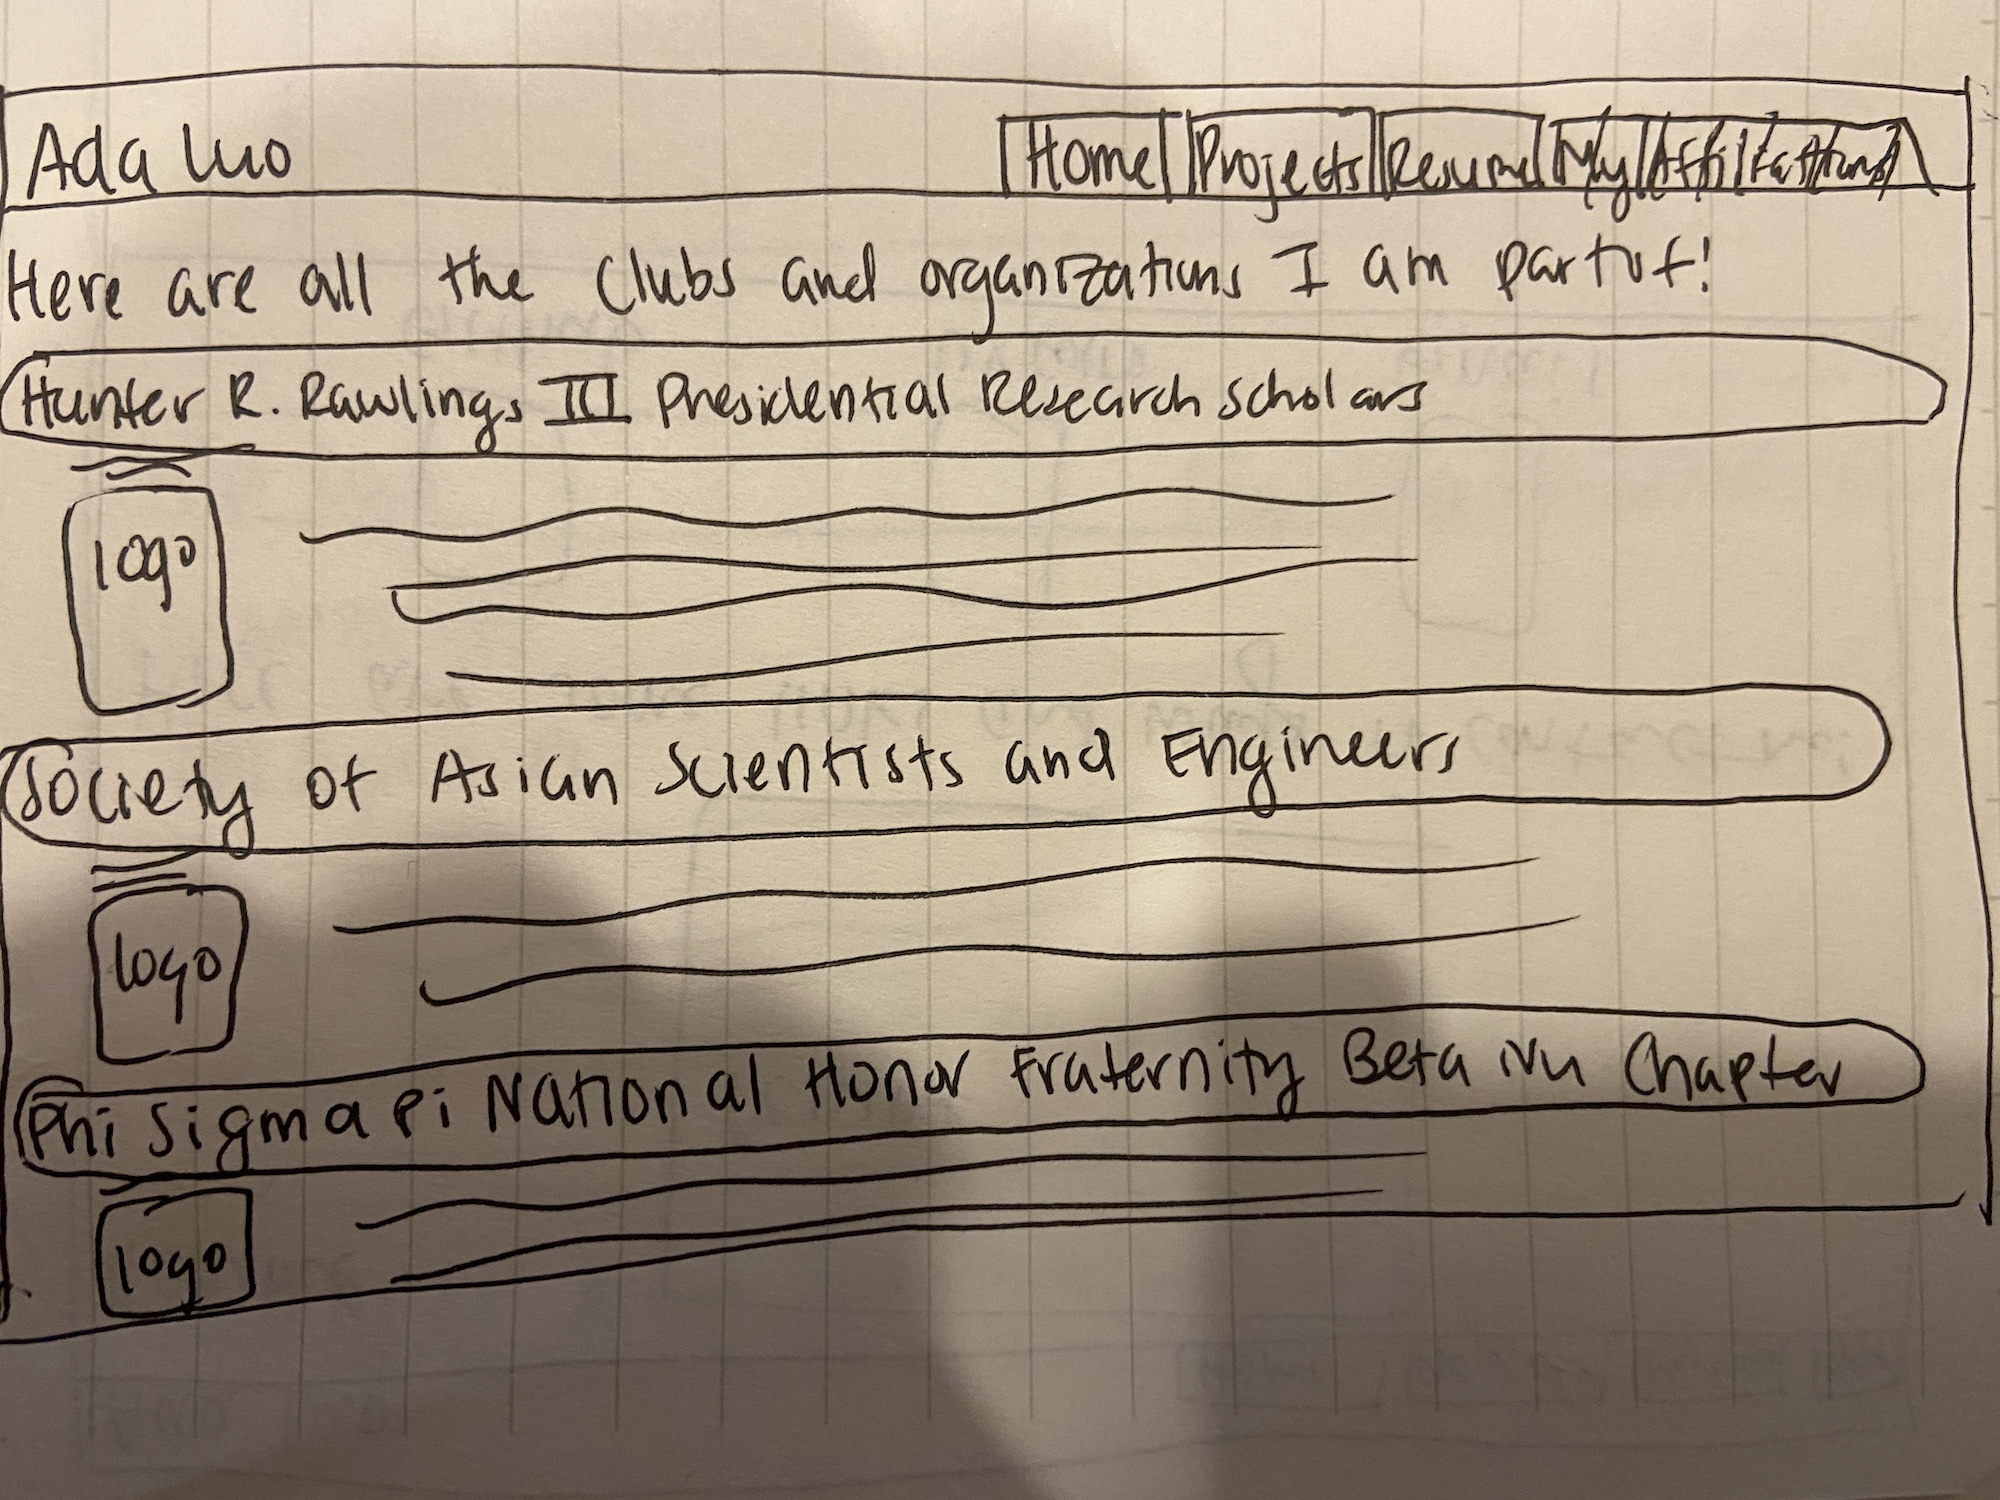 Ada Luo Home Projects Resume My Affiliations
Here are all the Clubs and organizations I am part of!
Hunter R. Rawlings III Presidential Research Scholars
logo
Society of Asian Scientists and Engineers
logo
Phi Sigma Pi National Honor Fraternity Beta Nu Chapter
logo